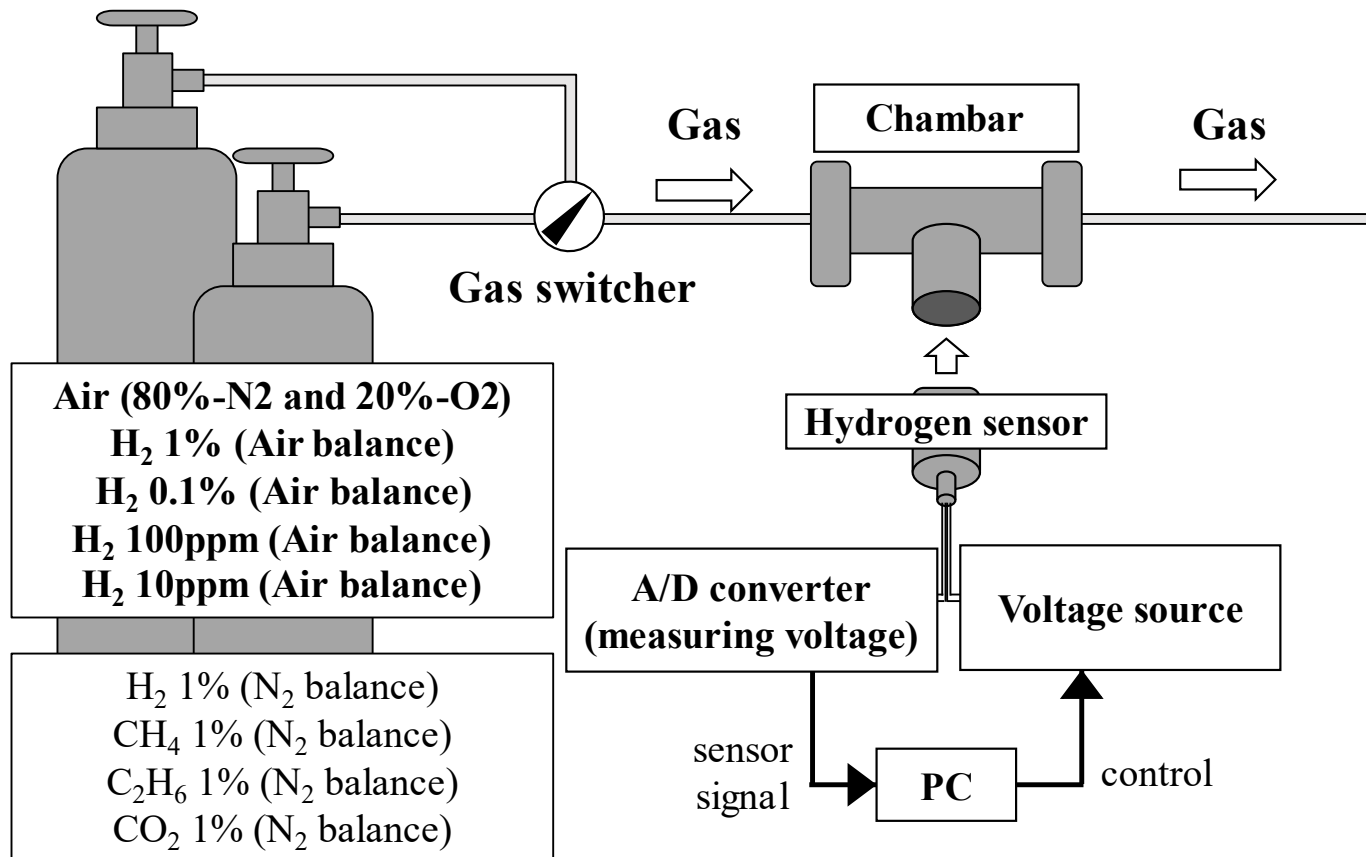 Gas
Chambar
Gas
Gas switcher
Air (80%-N2 and 20%-O2)
H₂ 1% (Air balance)
H₂ 0.1% (Air balance)
H₂ 100ppm (Air balance)
H₂ 10ppm (Air balance)
H₂ 1% (N₂ balance)
CH₄ 1% (N₂ balance)
C₂H₆ 1% (N₂ balance)
CO₂ 1% (N₂ balance)
Hydrogen sensor
A/D converter
(measuring voltage)
Voltage source
sensor
signal
PC
control